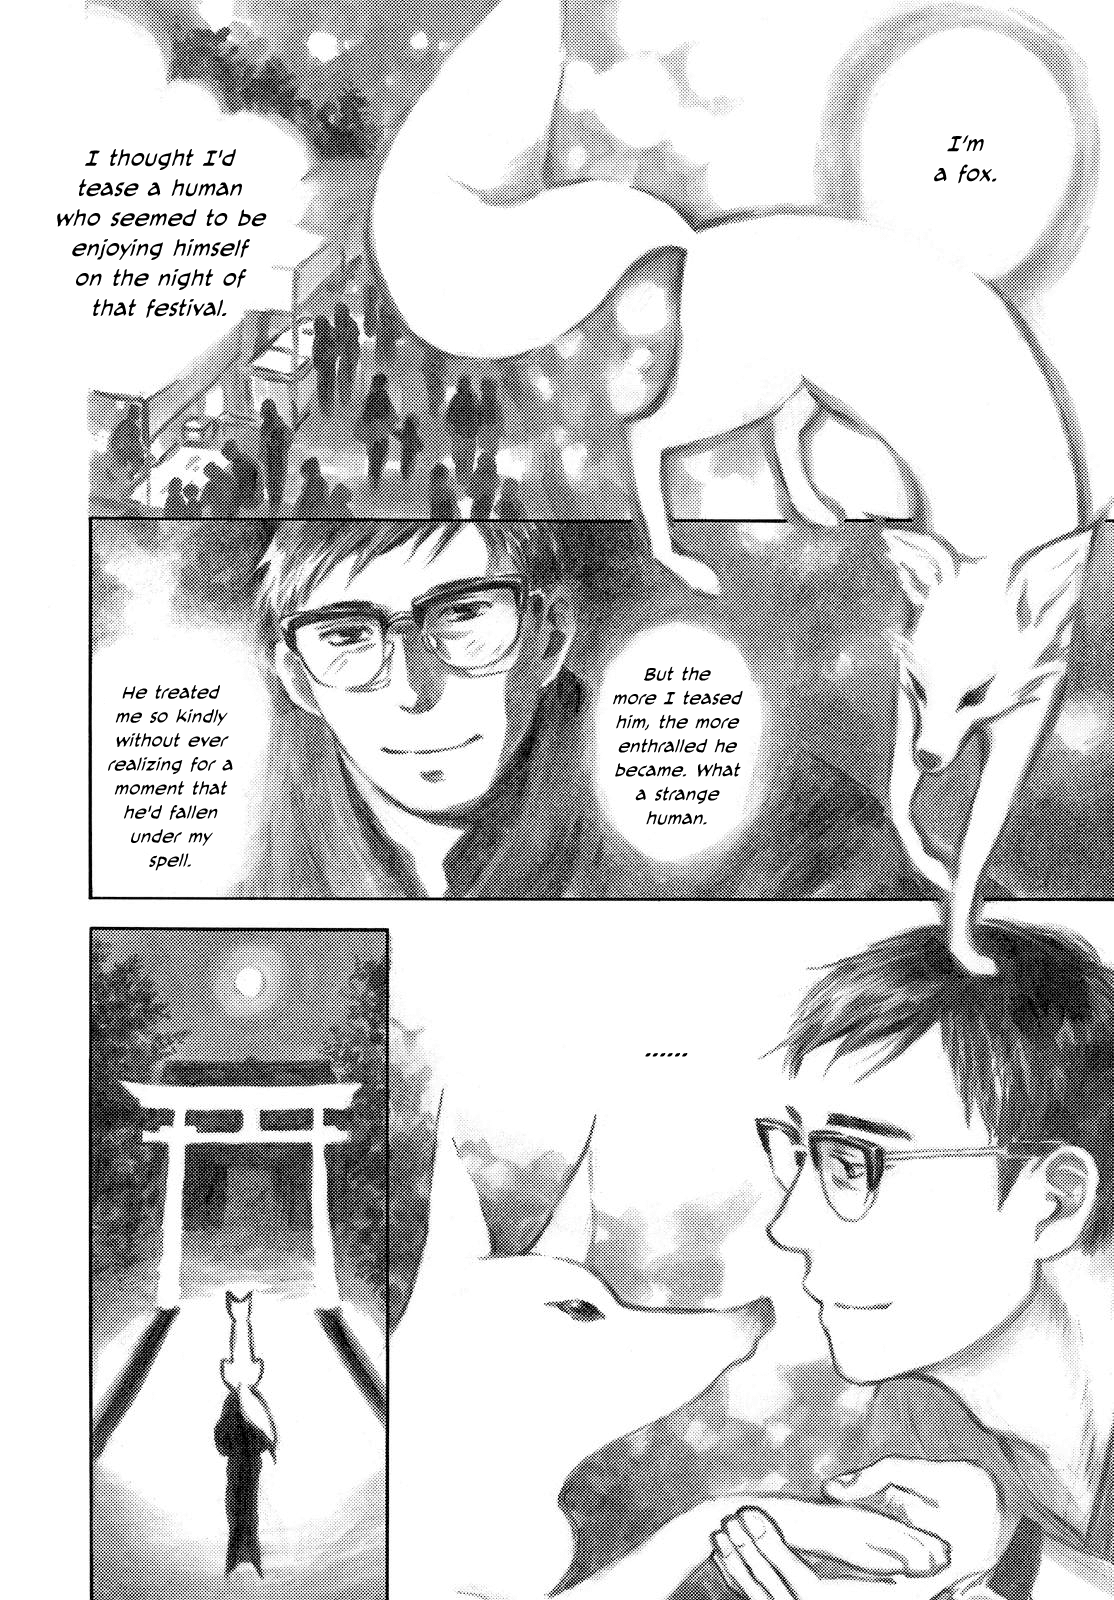 I'm
a fox.
I thought I'd
tease a human
who seemed to be
enjoying himself
on the night of
that festival.
But the
more I teased
him, the more
enthralled he
became. What
a strange
human.
He treated
me so kindly
without ever
realizing for a
moment that
he'd fallen
under my
spell.
......